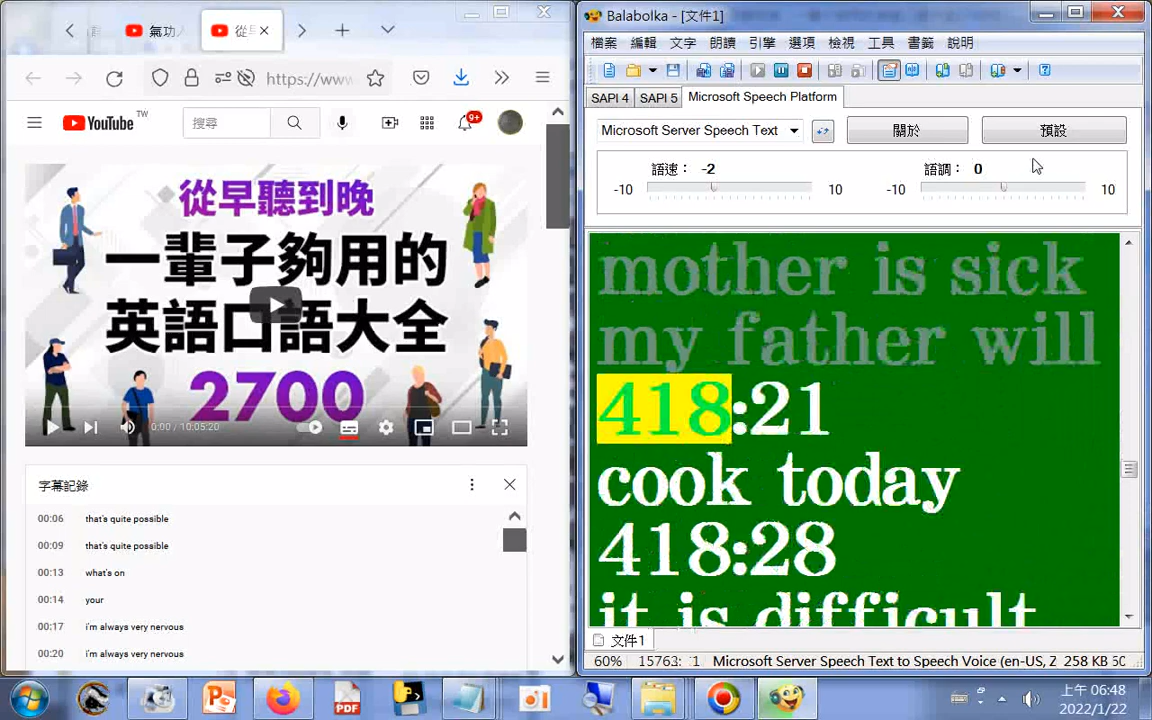 氣功
從
https://www
YouTube TW
搜尋
9+
從早聽到晚
一輩子夠用的
英語口語大全
2700
0:00 / 10:05:20
字幕記錄
00:06 that's quite possible
00:09 that's quite possible
00:13 what's on
00:14 your
00:17 i'm always very nervous
00:20 i'm always very nervous
Balabolka - [文件1]
檔案 編輯 文字 朗讀 引擎 選項 檢視 工具 書籤 說明
SAPI 4 SAPI 5 Microsoft Speech Platform
Microsoft Server Speech Text 關於 預設
語速： -2 語調： 0
-10 10 -10 10
mother is sick
my father will
418:21
cook today
418:28
it is difficult
文件1
60% 15763: 1 Microsoft Server Speech Text to Speech Voice (en-US, Z 258 KB 50
PDF
上午 06:48
2022/1/22